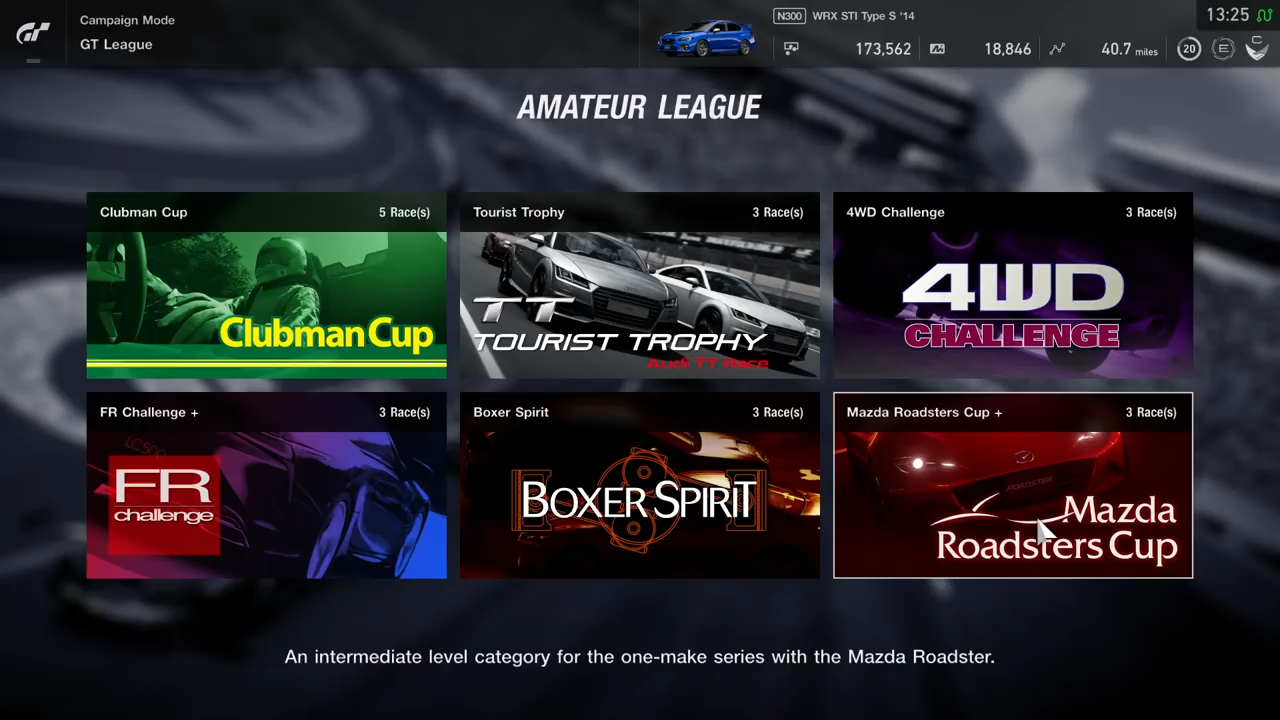 Campaign Mode
GT League
N300 WRX STI Type S '14
13:25
173,562
18,846
40.7 miles
20
E
C
AMATEUR LEAGUE
Clubman Cup 5 Race(s)
Clubman Cup
Tourist Trophy 3 Race(s)
TT
TOURIST TROPHY
Audi TT Race
4WD Challenge 3 Race(s)
4WD
CHALLENGE
FR Challenge + 3 Race(s)
LC500
FR
challenge
Boxer Spirit 3 Race(s)
BOXER SPIRIT
Mazda Roadsters Cup + 3 Race(s)
ROADSTER
Mazda
Roadsters Cup
An intermediate level category for the one-make series with the Mazda Roadster.